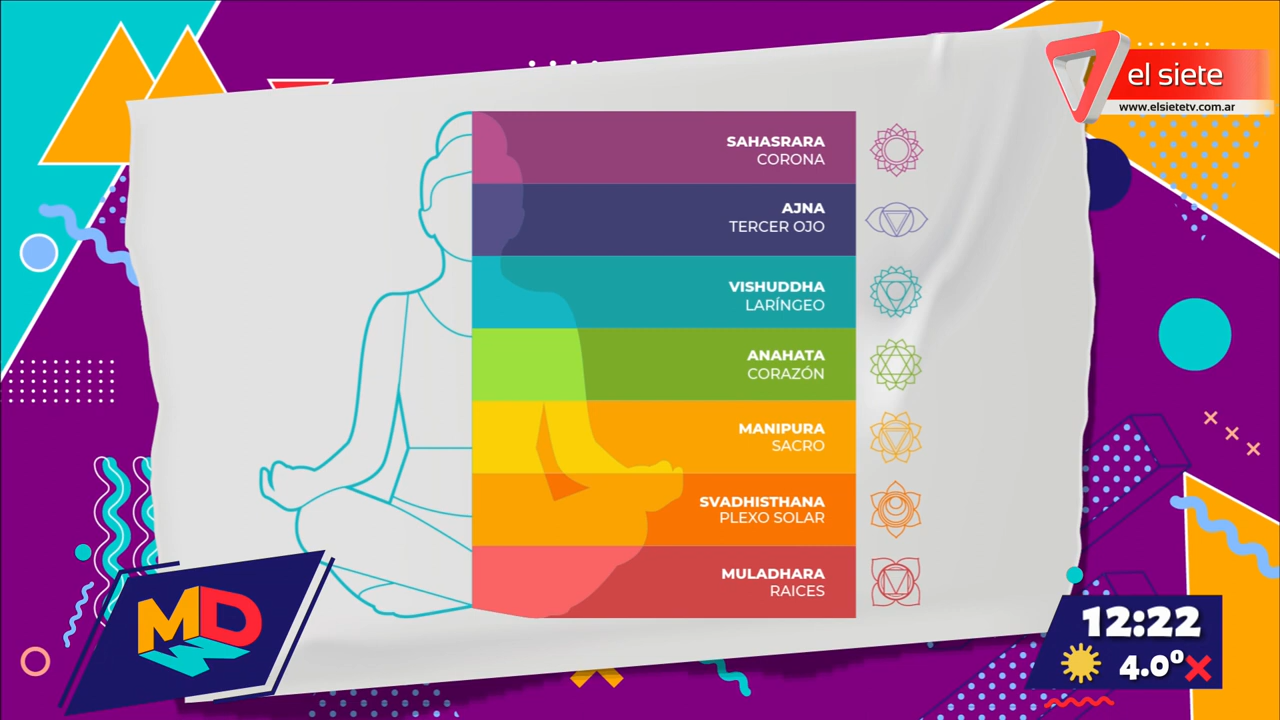 el siete
www.elsietetv.com.ar
SAHASRARA
CORONA
AJNA
TERCER OJO
VISHUDDHA
LARÍNGEO
ANAHATA
CORAZÓN
MANIPURA
SACRO
SVADHISTHANA
PLEXO SOLAR
MULADHARA
RAICES
MD
12:22
4.0º